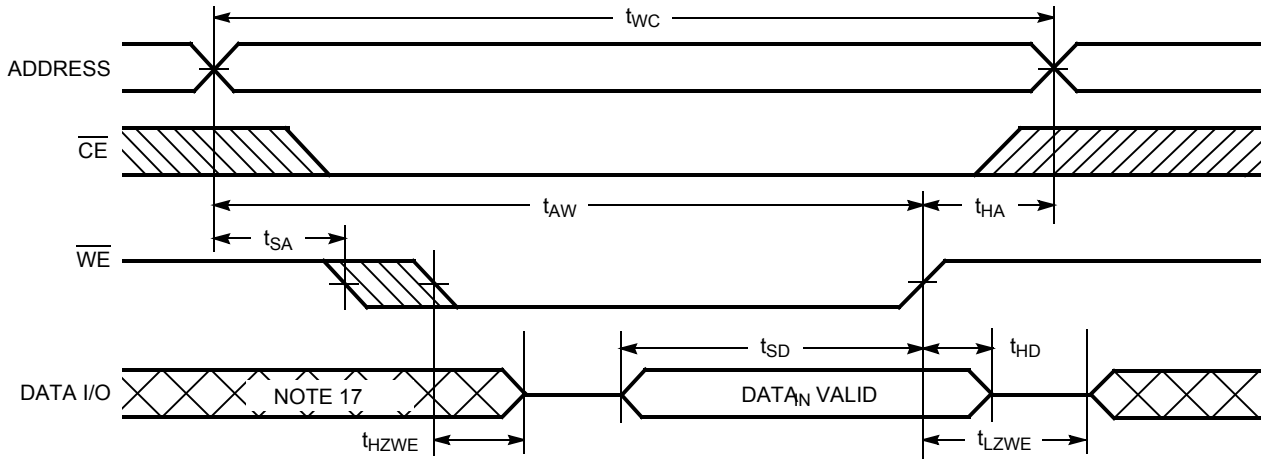 tWC
ADDRESS
CE
tAW
tHA
tSA
WE
tSD
tHD
DATA I/O
NOTE 17
DATAIN VALID
tHZWE
tLZWE